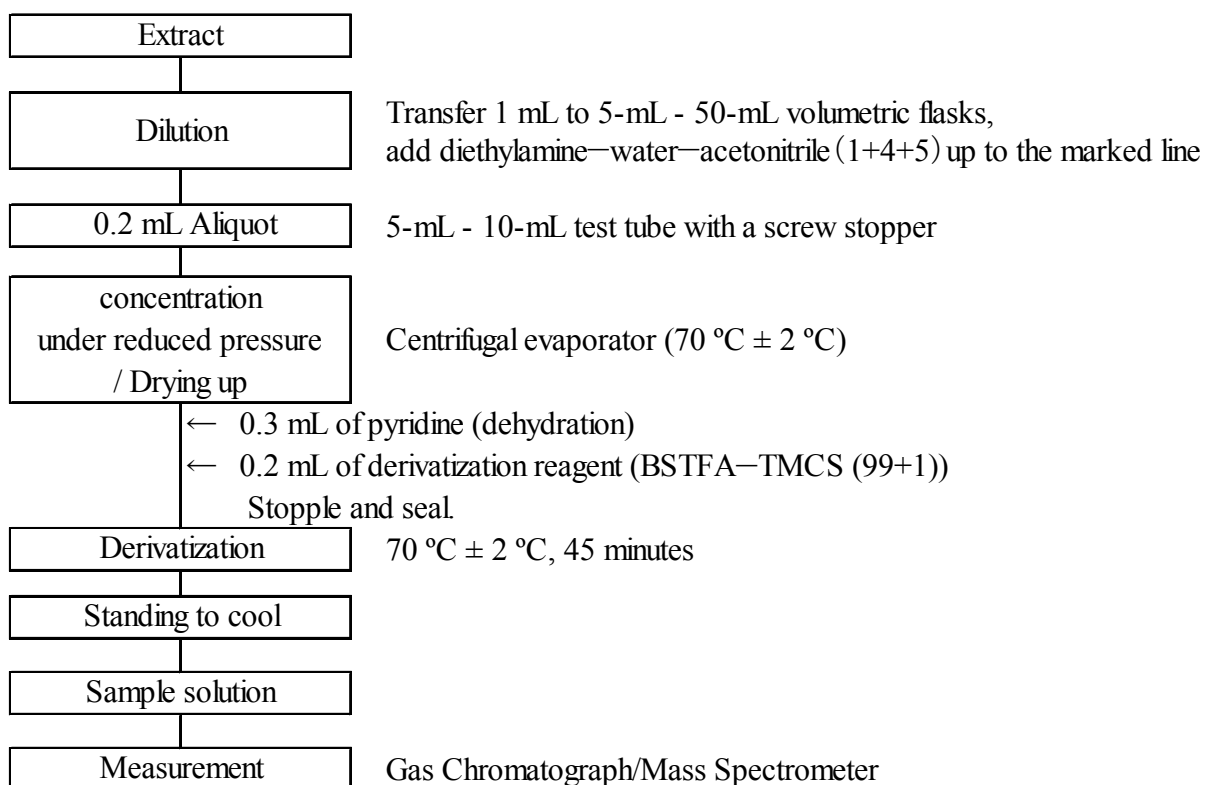 Extract
Dilution
Transfer 1 mL to 5-mL - 50-mL volumetric flasks,
add diethylamine－water－acetonitrile（1+4+5）up to the marked line
0.2 mL Aliquot
5-mL - 10-mL test tube with a screw stopper
concentration
under reduced pressure
/ Drying up
Centrifugal evaporator (70 ºC ± 2 ºC)
← 0.3 mL of pyridine (dehydration)
← 0.2 mL of derivatization reagent (BSTFA－TMCS (99+1))
Stopple and seal.
Derivatization
70 ºC ± 2 ºC, 45 minutes
Standing to cool
Sample solution
Measurement
Gas Chromatograph/Mass Spectrometer